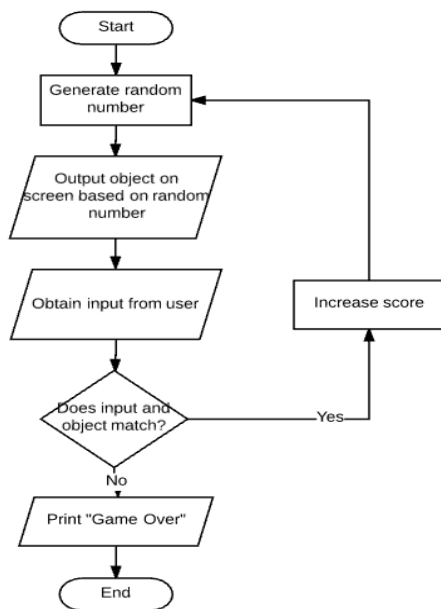 Start
Generate random
number
Output object on
screen based on random
number
Obtain input from user
Increase score
Does input and
object match?
Yes
No
Print "Game Over"
End